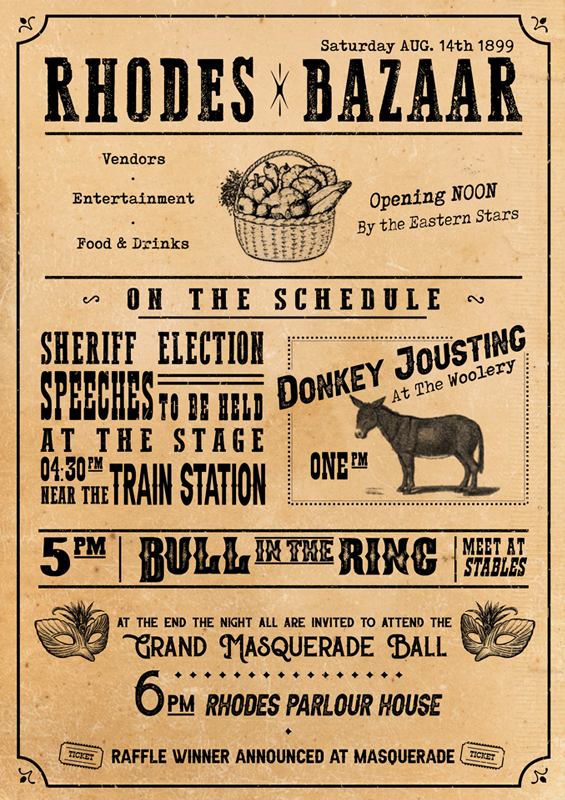 Saturday AUG. 14th 1899
RHODES BAZAAR
Vendors
Entertainment
Food & Drinks
Opening NOON
By the Eastern Stars
ON THE SCHEDULE
SHERIFF ELECTION
SPEECHES TO BE HELD
AT THE STAGE
04:30PM
NEAR THE TRAIN STATION
DONKEY JOUSTING
At The Woolery
ONE PM
5PM
BULL IN THE RING
MEET AT
STABLES
AT THE END THE NIGHT ALL ARE INVITED TO ATTEND THE
GRAND MASQUERADE BALL
6PM RHODES PARLOUR HOUSE
TICKET
RAFFLE WINNER ANNOUNCED AT MASQUERADE
TICKET